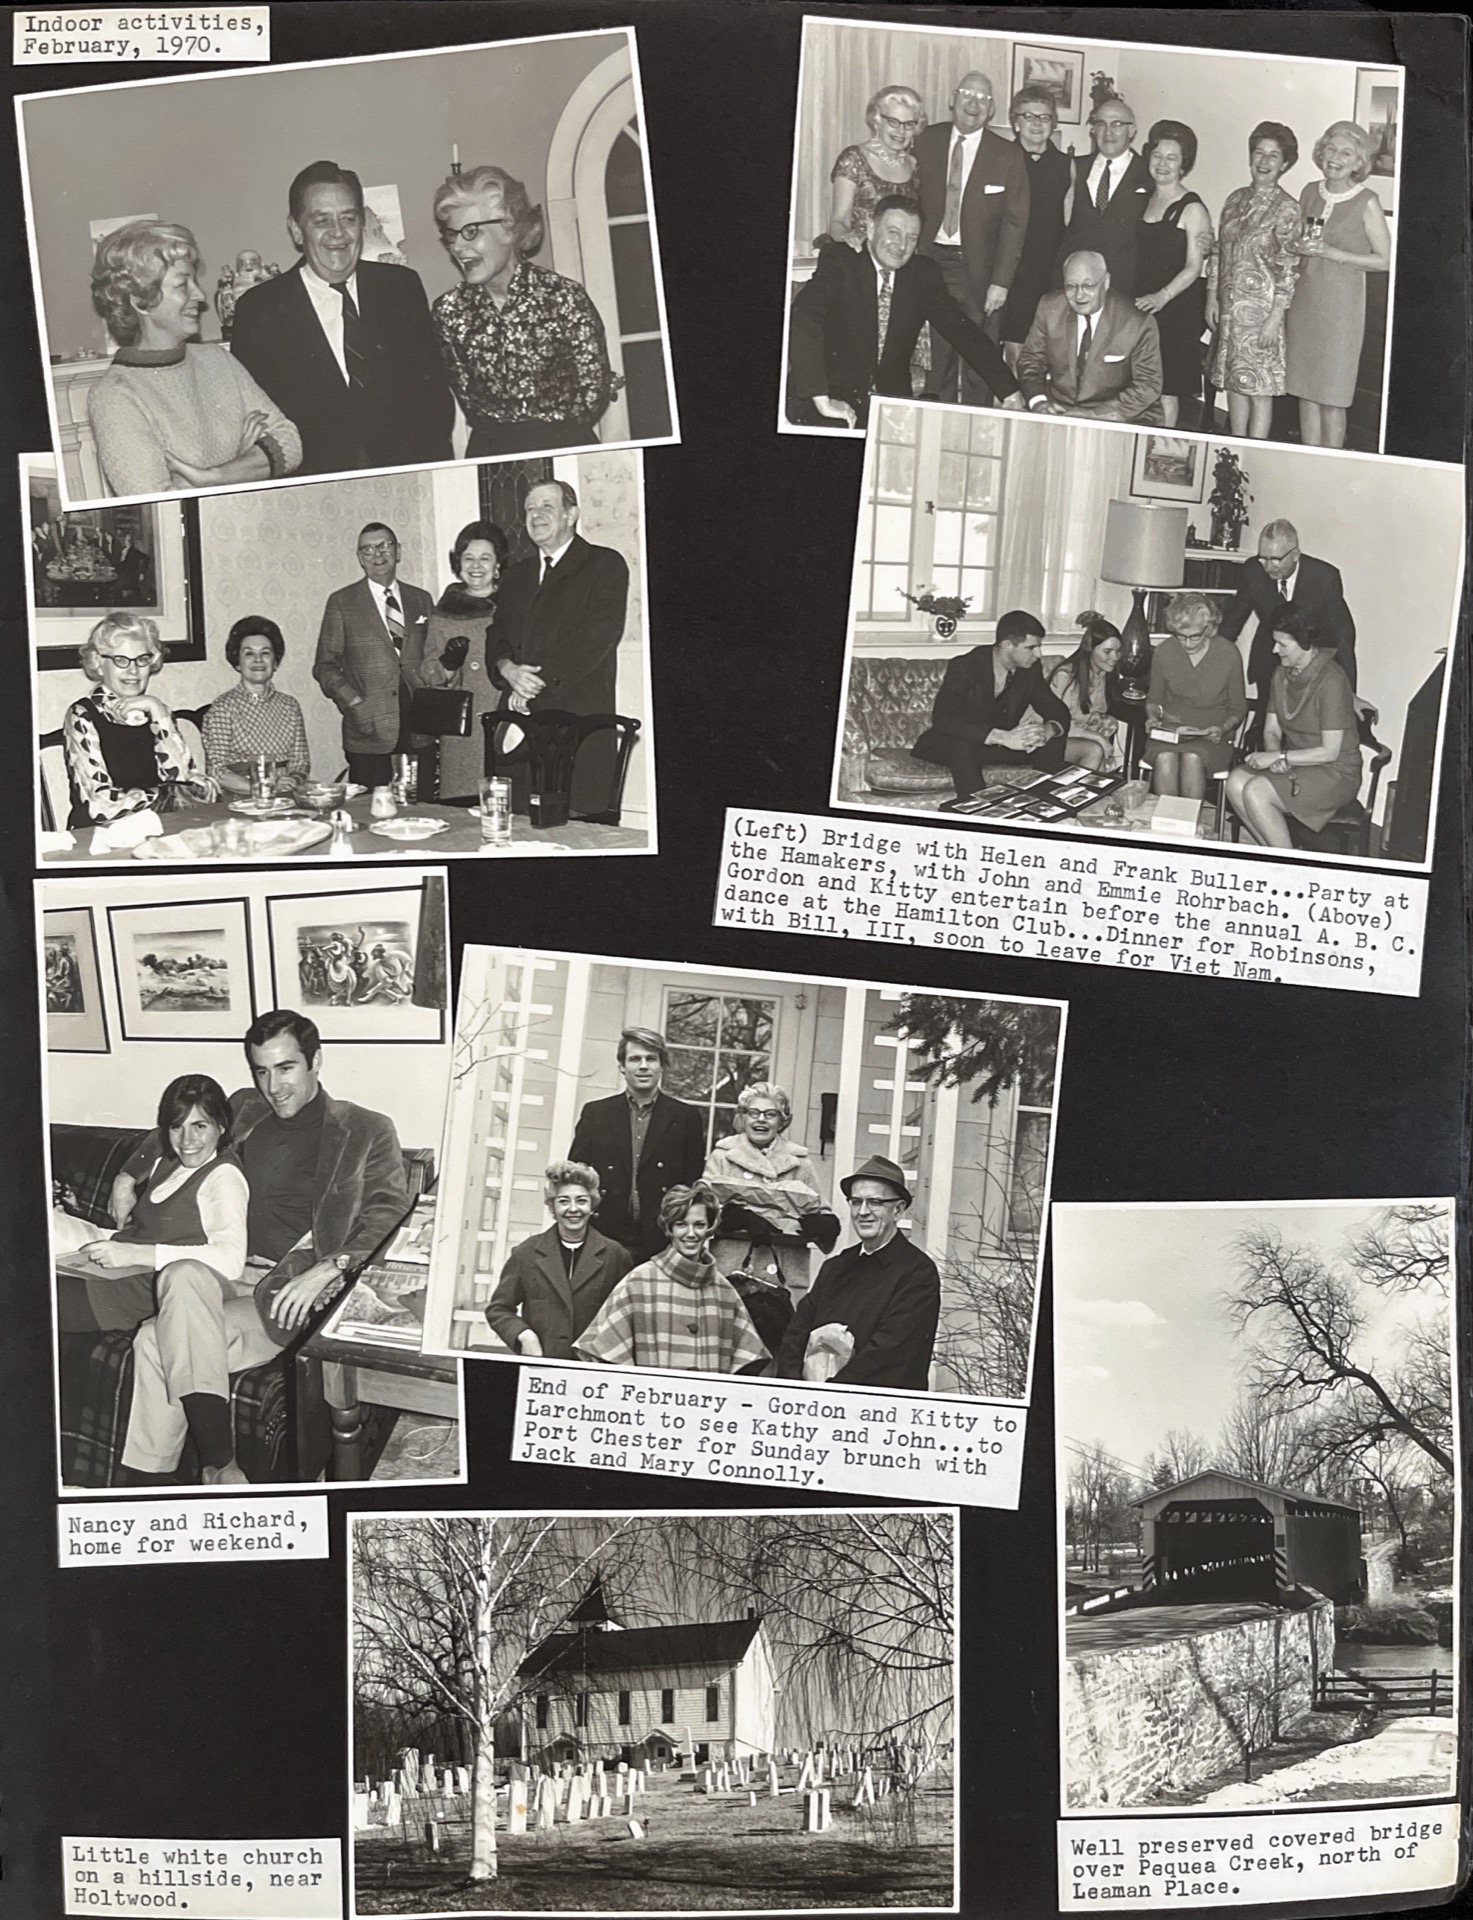 Indoor activities,
February, 1970.
(Left) Bridge with Helen and Frank Buller...Party at
the Hamakers, with John and Emmie Rohrbach. (Above)
Gordon and Kitty entertain before the annual A. B. C.
dance at the Hamilton Club...Dinner for Robinsons,
with Bill, III, soon to leave for Viet Nam.
End of February - Gordon and Kitty to
Larchmont to see Kathy and John...to
Port Chester for Sunday brunch with
Jack and Mary Connolly.
Nancy and Richard,
home for weekend.
Little white church
on a hillside, near
Holtwood.
Well preserved covered bridge
over Pequea Creek, north of
Leaman Place.